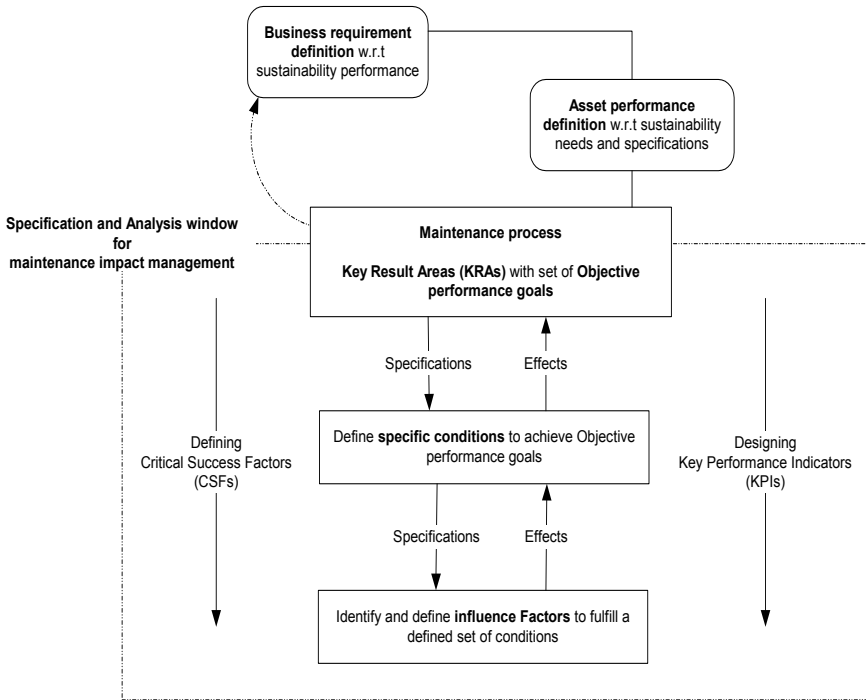 Business requirement
definition w.r.t
sustainability performance
Asset performance
definition w.r.t sustainability
needs and specifications
Specification and Analysis window
for
maintenance impact management
Maintenance process
Key Result Areas (KRAs) with set of Objective
performance goals
Specifications
Effects
Defining
Critical Success Factors
(CSFs)
Define specific conditions to achieve Objective
performance goals
Designing
Key Performance Indicators
(KPIs)
Specifications
Effects
Identify and define influence Factors to fulfill a
defined set of conditions